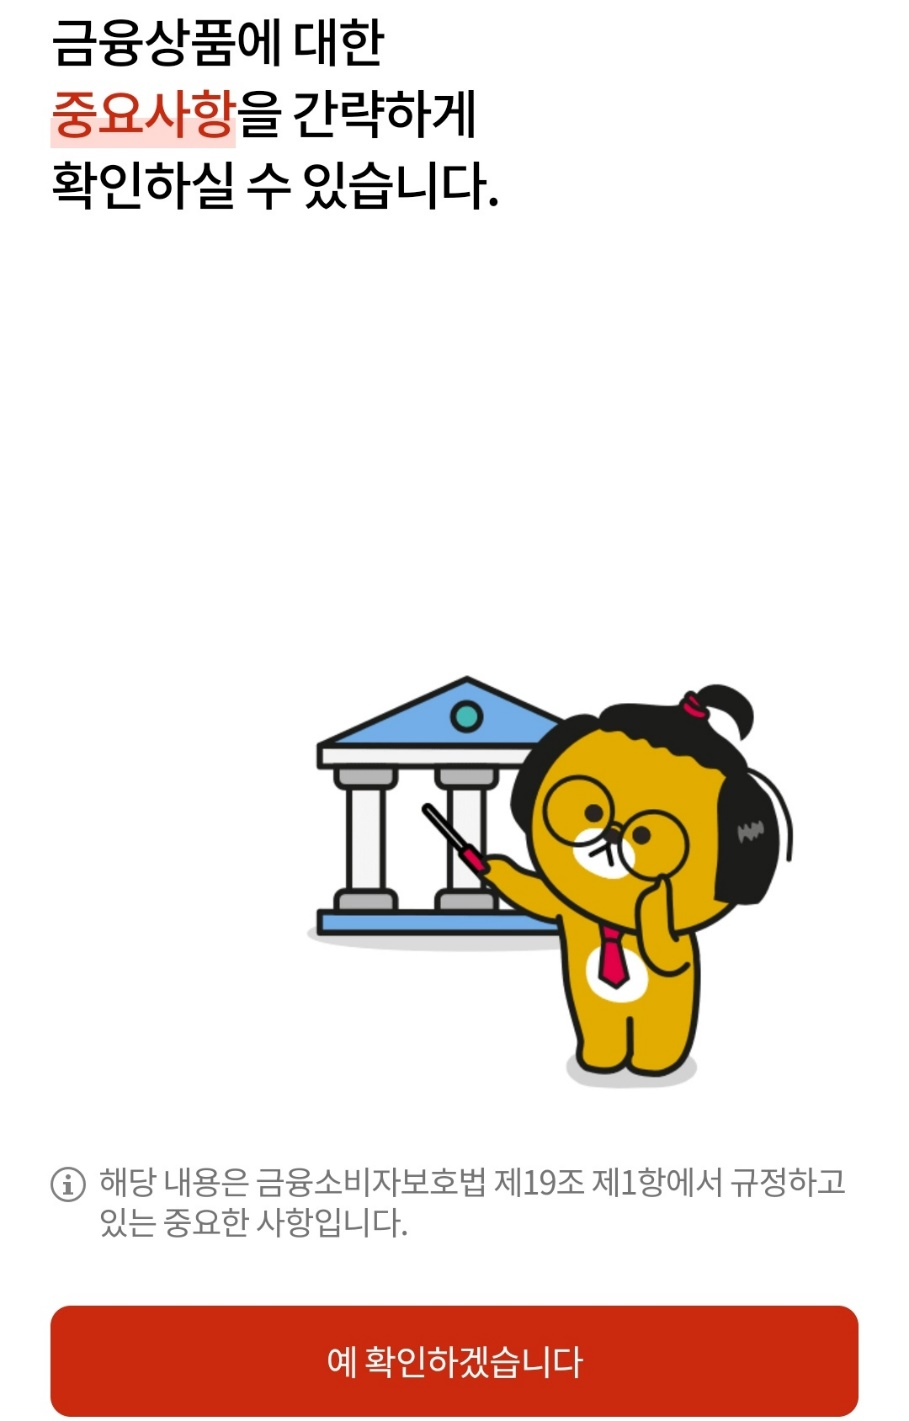 금융상품에 대한
중요사항을 간략하게
확인하실 수 있습니다.
해당 내용은 금융소비자보호법 제19조 제1항에서 규정하고
있는 중요한 사항입니다.
예 확인하겠습니다